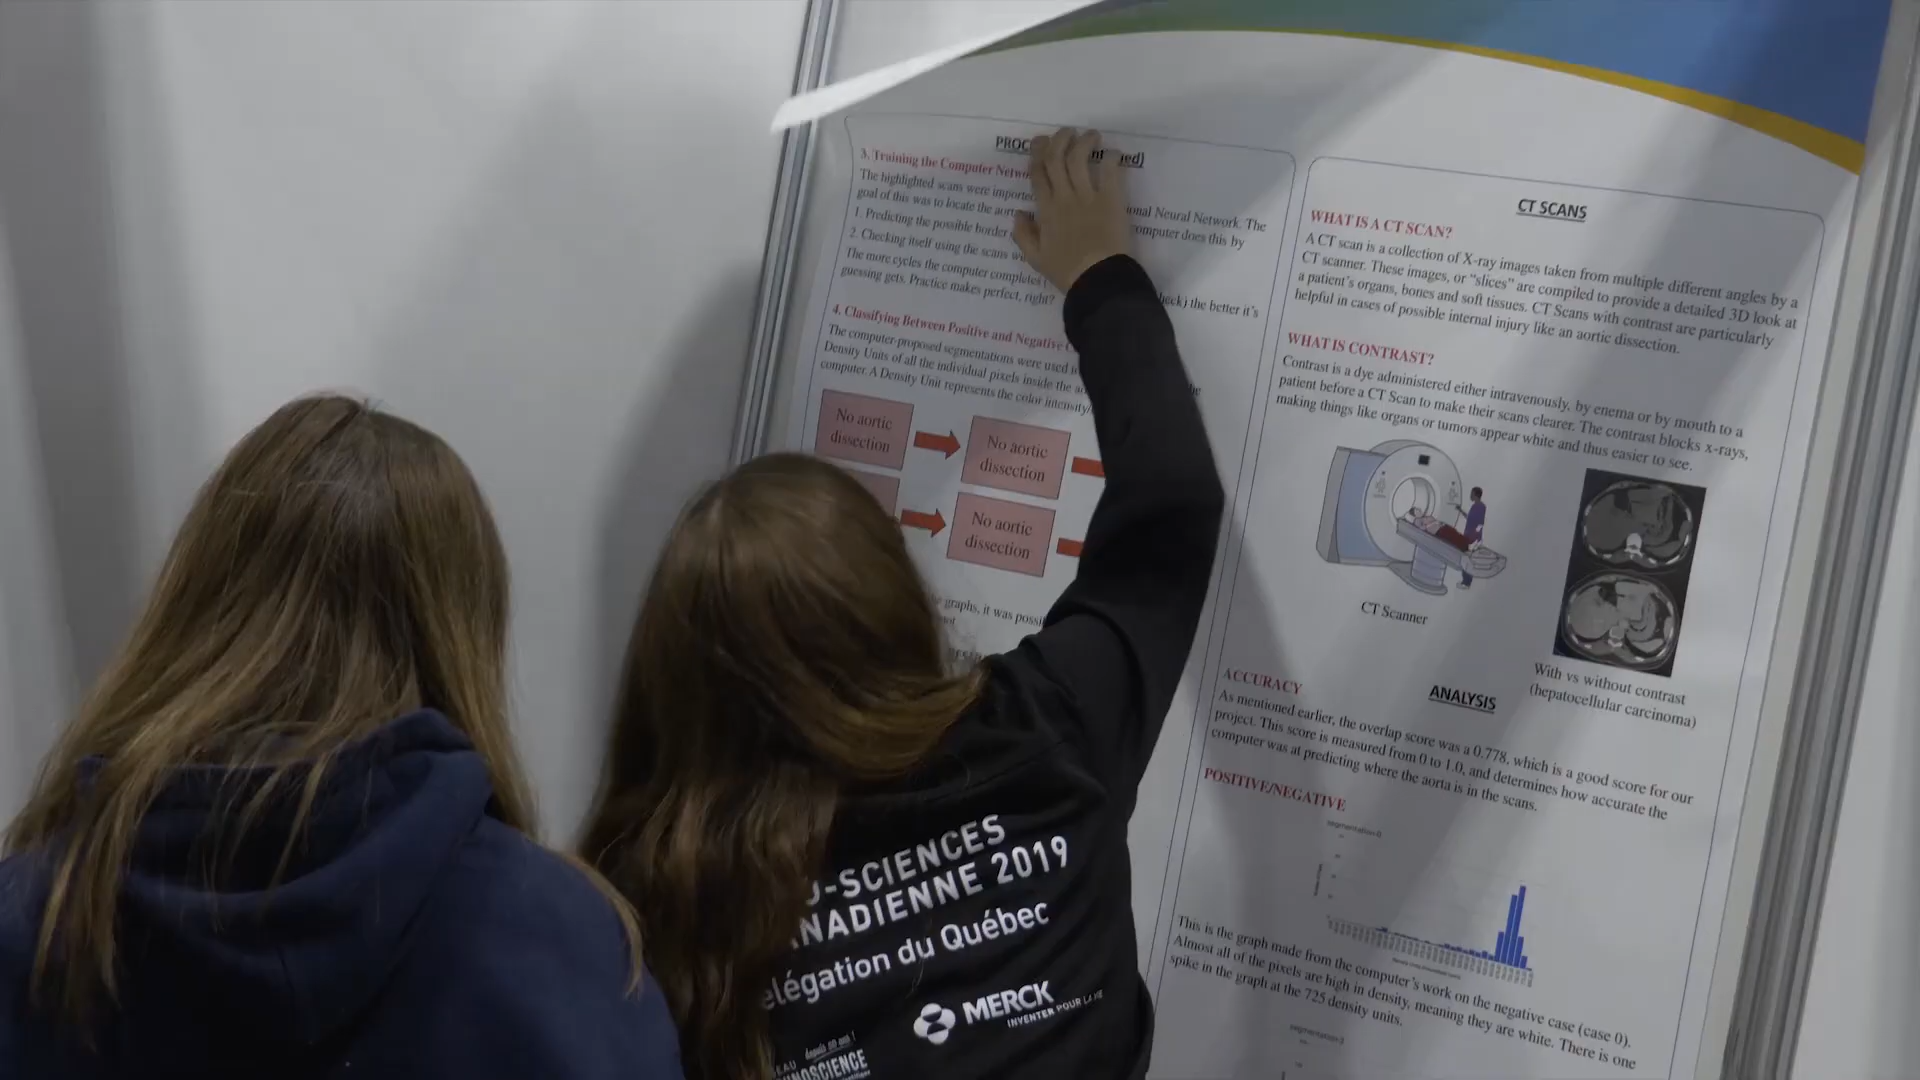 3. Training the Computer
The highlighted scans were imported
onal Neural Network. The
goal of this was to locate the
omputer does this by
1. Predicting the possible border
2. Checking itself using the scans
The more cycles the computer completes
the better it's
guessing gets. Practice makes perfect, right?
4. Classifying Between Positive and Negative
The computer-proposed segmentations were used
Density Units of all the individual pixels inside the
computer. A Density Unit represents the color intensity/
No aortic
dissection
No aortic
dissection
No aortic
dissection
graphs, it was
CT SCANS
WHAT IS A CT SCAN?
A CT scan is a collection of X-ray images taken from multiple different angles by a
CT scanner. These images, or "slices" are compiled to provide a detailed 3D look at
a patient's organs, bones and soft tissues. CT Scans with contrast are particularly
helpful in cases of possible internal injury like an aortic dissection.
WHAT IS CONTRAST?
Contrast is a dye administered either intravenously, by enema or by mouth to a
patient before a CT Scan to make their scans clearer. The contrast blocks x-rays,
making things like organs or tumors appear white and thus easier to see.
CT Scanner
With vs without contrast
(hepatocellular carcinoma)
ANALYSIS
ACCURACY
As mentioned earlier, the overlap score was a 0.778, which is a good score for our
project. This score is measured from 0 to 1.0, and determines how accurate the
computer was at predicting where the aorta is in the scans.
POSITIVE/NEGATIVE
This is the graph made from the computer's work on the negative case (case 0).
Almost all of the pixels are high in density, meaning they are white. There is one
spike in the graph at the 725 density units.
O-SCIENCES
NADIENNE 2019
élégation du Québec
MERCK
INVENTER POUR LA VIE
depuis 50 ans !
EAU
NOSCIENCE